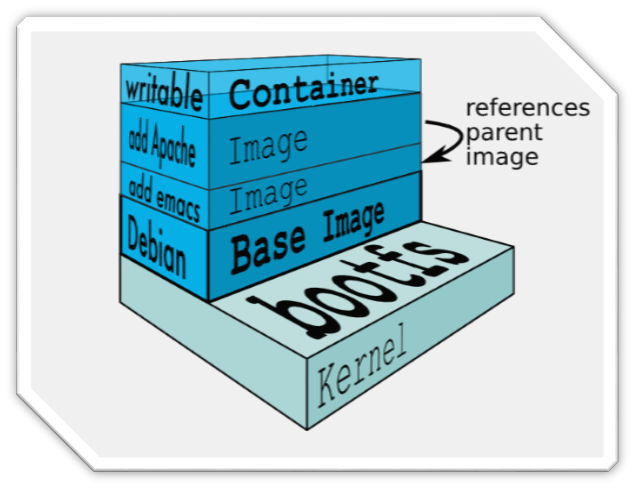 writable Container
add Apache Image
add emacs Image
Debian Base Image
bootfs
Kernel
references
parent
image